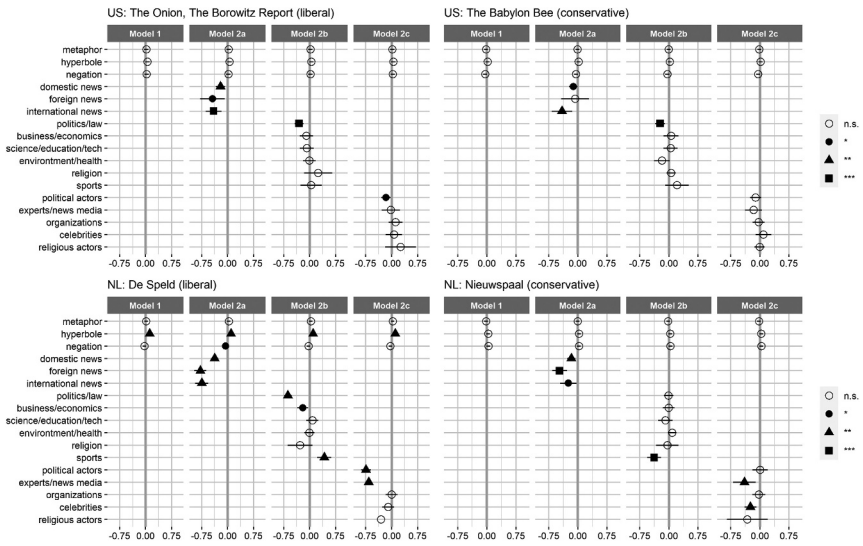 US: The Onion, The Borowitz Report (liberal)
US: The Babylon Bee (conservative)
Model 1 Model 2a Model 2b Model 2c
Model 1 Model 2a Model 2b Model 2c
metaphor
hyperbole
negation
domestic news
foreign news
international news
politics/law
business/economics
science/education/tech
environtment/health
religion
sports
political actors
experts/news media
organizations
celebrities
religious actors
-0.75 0.00 0.75 -0.75 0.00 0.75 -0.75 0.00 0.75 -0.75 0.00 0.75
-0.75 0.00 0.75 -0.75 0.00 0.75 -0.75 0.00 0.75 -0.75 0.00 0.75
n.s.
*
**
***
NL: De Speld (liberal)
NL: Nieuwspaal (conservative)
Model 1 Model 2a Model 2b Model 2c
Model 1 Model 2a Model 2b Model 2c
metaphor
hyperbole
negation
domestic news
foreign news
international news
politics/law
business/economics
science/education/tech
environtment/health
religion
sports
political actors
experts/news media
organizations
celebrities
religious actors
-0.75 0.00 0.75 -0.75 0.00 0.75 -0.75 0.00 0.75 -0.75 0.00 0.75
-0.75 0.00 0.75 -0.75 0.00 0.75 -0.75 0.00 0.75 -0.75 0.00 0.75
n.s.
*
**
***